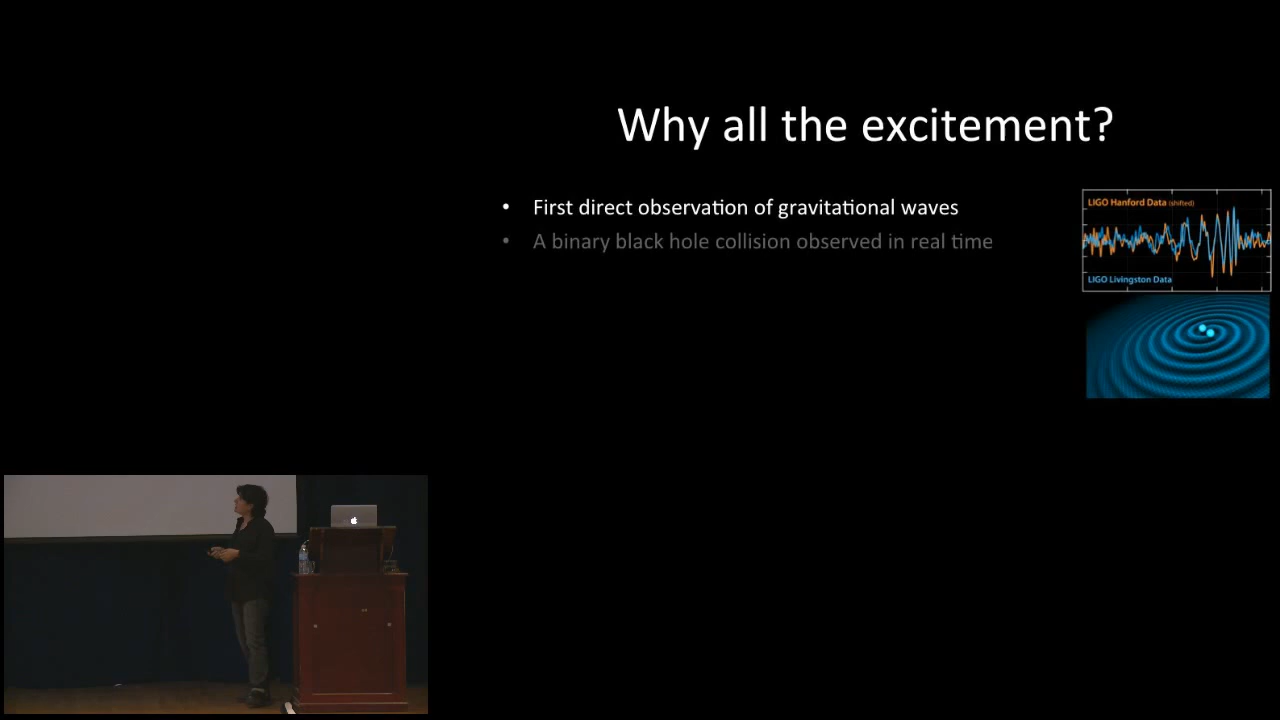 Why all the excitement?
• First direct observation of gravitational waves
• A binary black hole collision observed in real time
LIGO Hanford Data (shifted)
LIGO Livingston Data